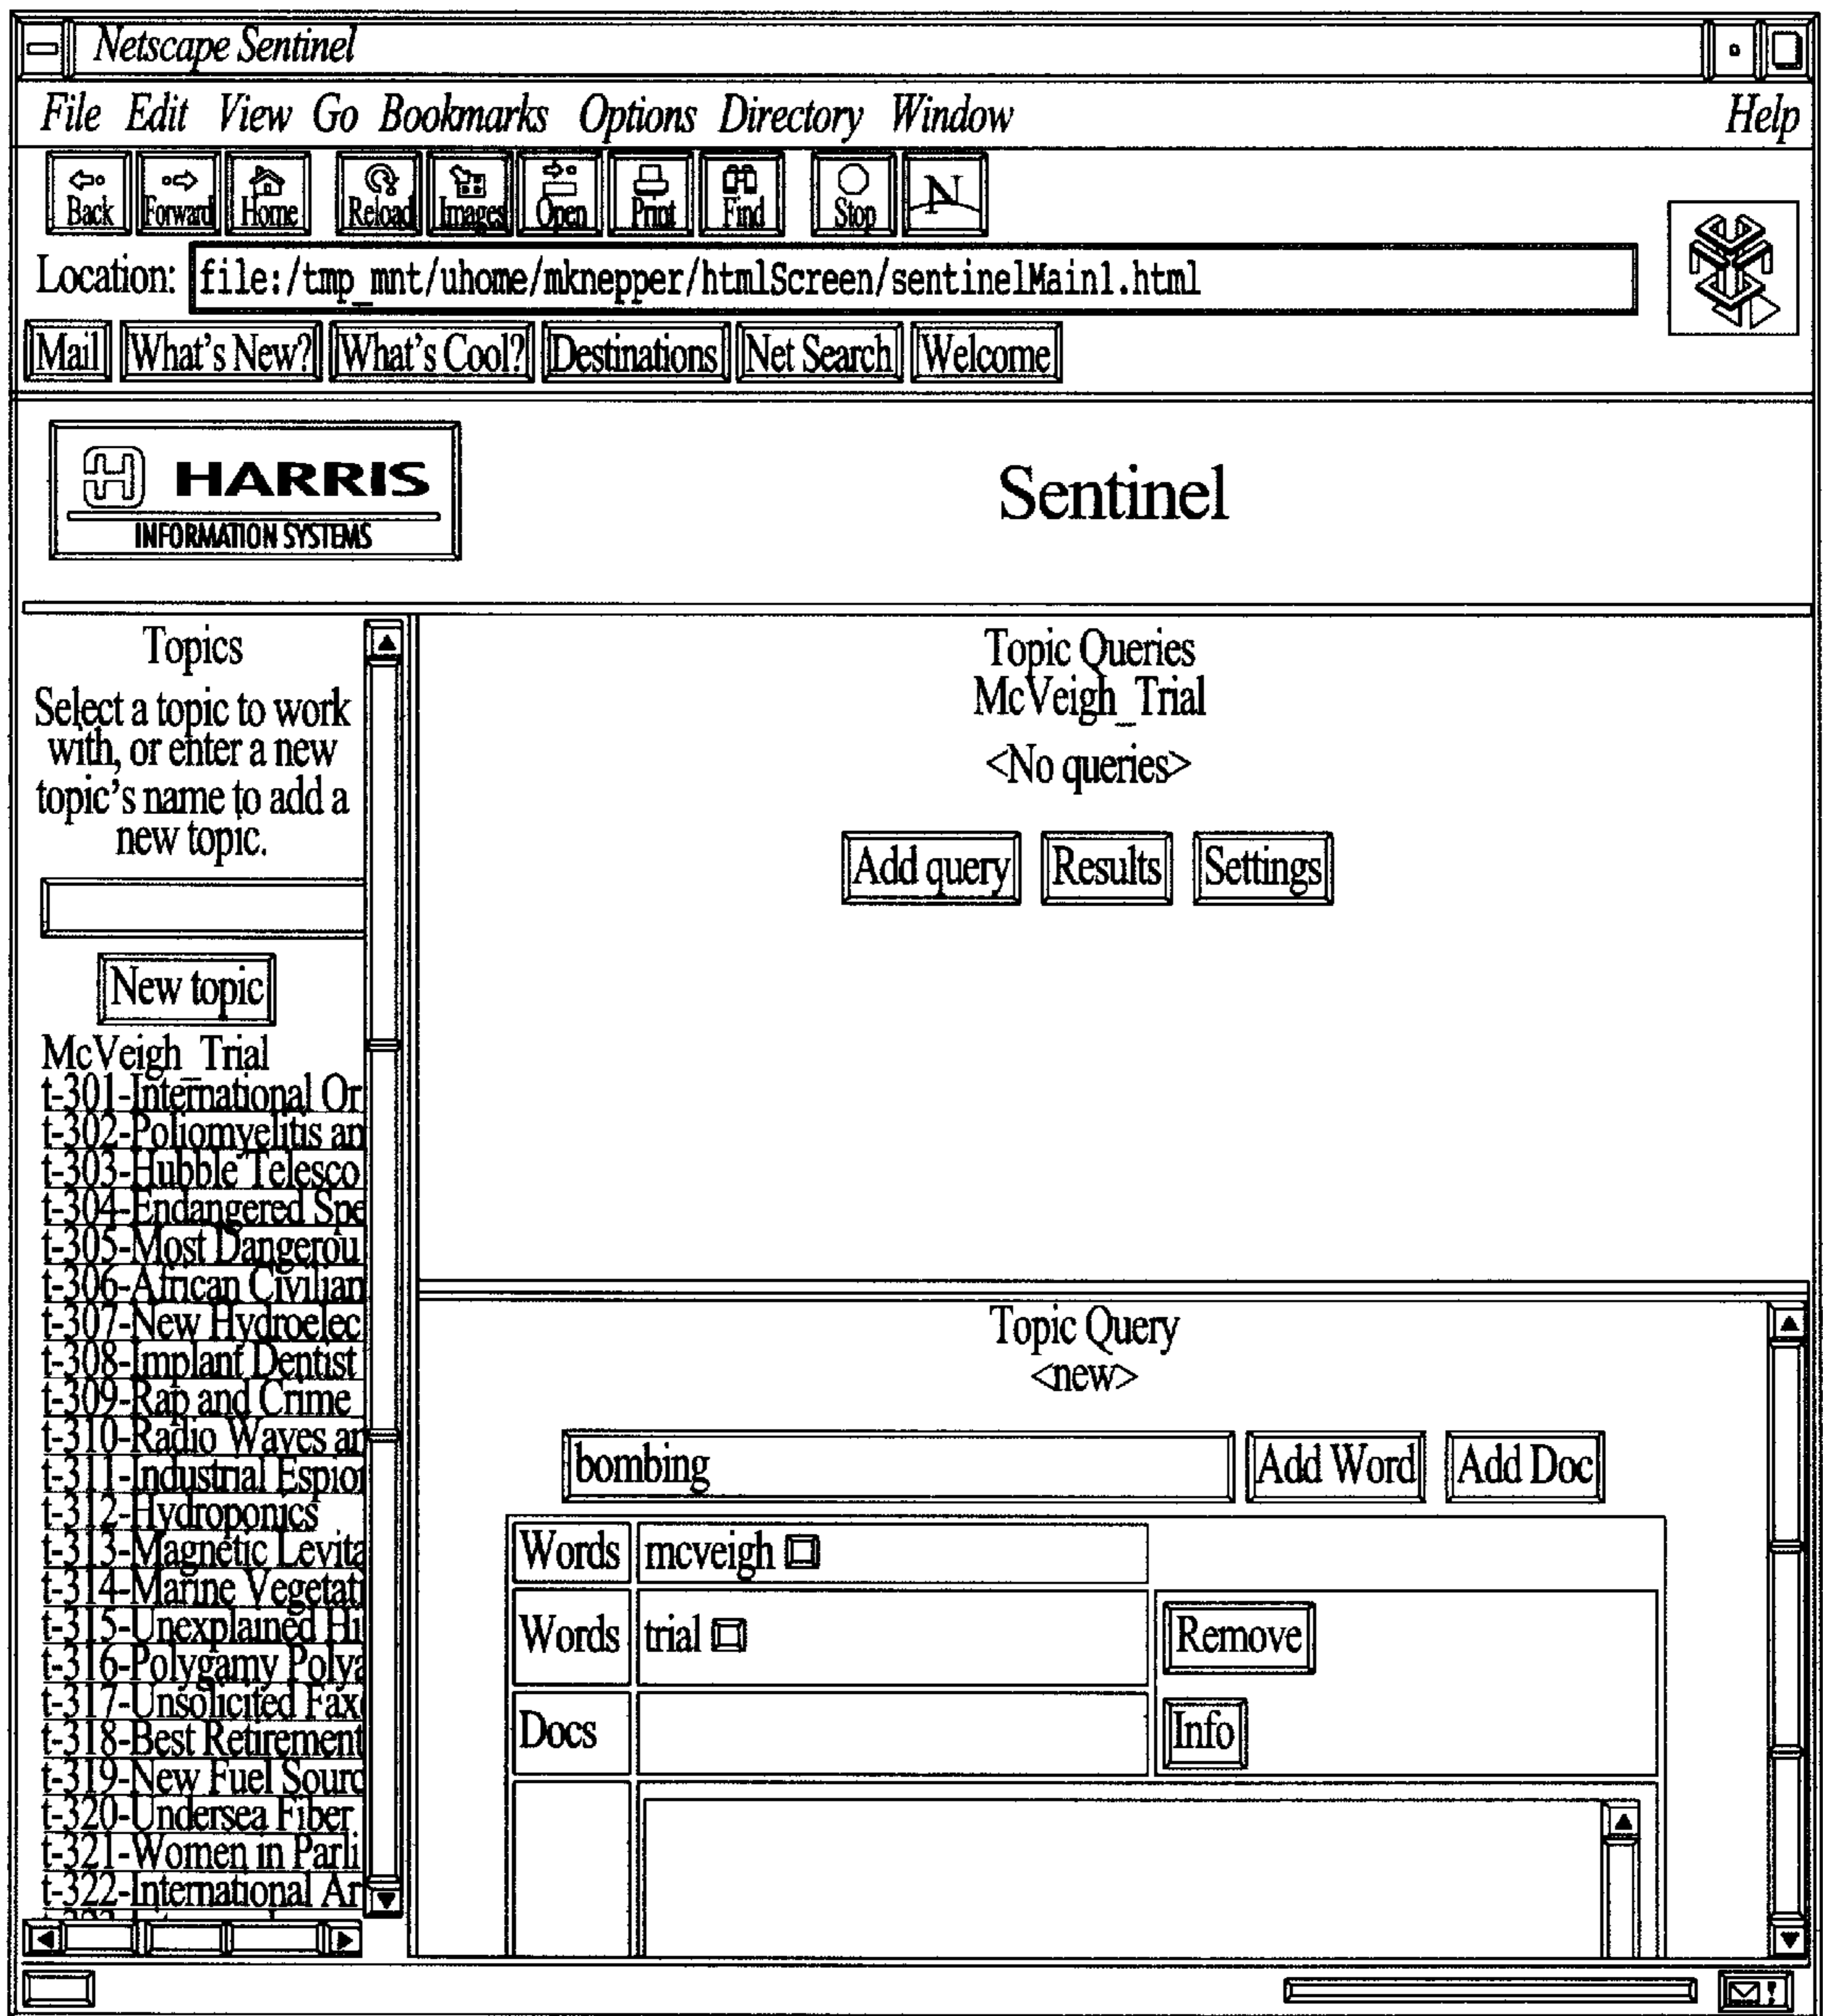 Netscape Sentinel
File Edit View Go Bookmarks Options Directory Window Help
Back Forward Home Reload Images Open Print Find Stop N
Location: file:/tmp_mnt/uhome/mknepper/htmlScreen/sentinelMain1.html
Mail What's New? What's Cool? Destinations Net Search Welcome
HARRIS
INFORMATION SYSTEMS
Sentinel
Topics
Select a topic to work
with, or enter a new
topic's name to add a
new topic.
New topic
McVeigh_Trial
t-301-International Or
t-302-Poliomyelitis an
t-303-Hubble Telesco
t-304-Endangered Spe
t-305-Most Dangerou
t-306-African Civilian
t-307-New Hydroelec
t-308-Implant Dentist
t-309-Rap and Crime
t-310-Radio Waves an
t-311-Industrial Espion
t-312-Hydroponics
t-313-Magnetic Levita
t-314-Marine Vegetati
t-315-Unexplained Hi
t-316-Polygamy Polya
t-317-Unsolicited Faxe
t-318-Best Retirement
t-319-New Fuel Sourc
t-320-Undersea Fiber
t-321-Women in Parli
t-322-International Ar
Topic Queries
McVeigh_Trial
<No queries>
Add query Results Settings
Topic Query
<new>
bombing Add Word Add Doc
Words mcveigh
Words trial Remove
Docs Info